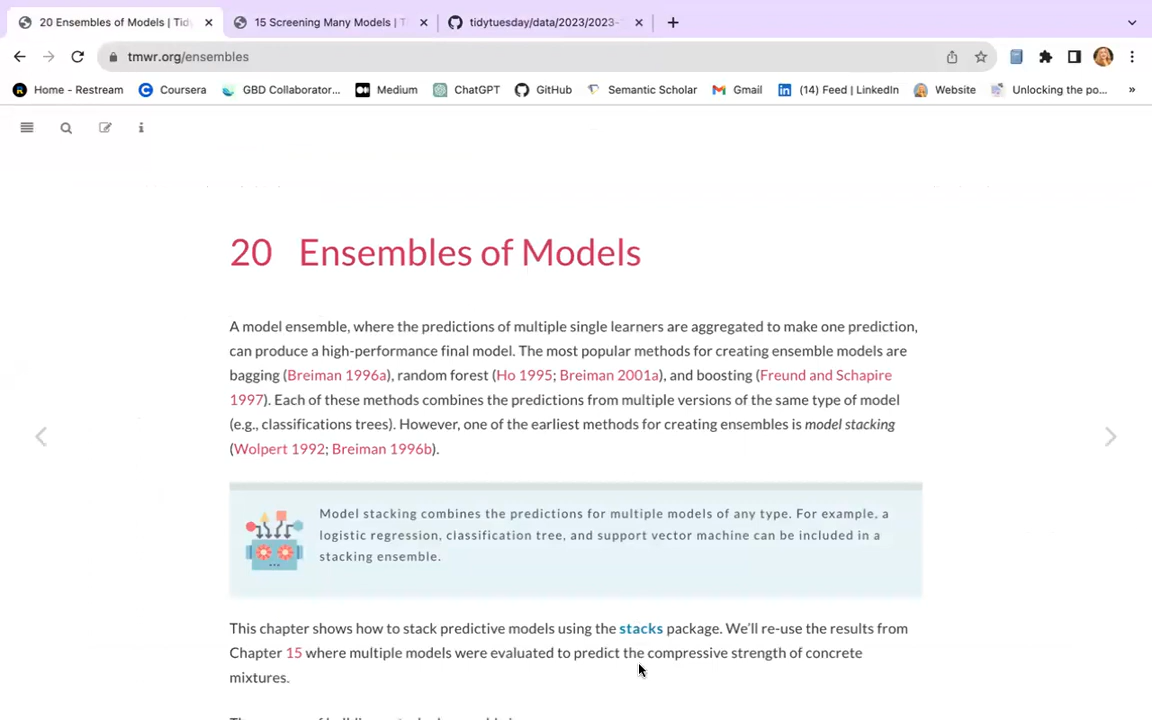 20 Ensembles of Models | Tid
15 Screening Many Models | T
tidytuesday/data/2023/2023-
tmwr.org/ensembles
Home - Restream
Coursera
GBD Collaborator...
Medium
ChatGPT
GitHub
Semantic Scholar
Gmail
(14) Feed | LinkedIn
Website
Unlocking the po...
»
20 Ensembles of Models
A model ensemble, where the predictions of multiple single learners are aggregated to make one prediction,
can produce a high-performance final model. The most popular methods for creating ensemble models are
bagging (Breiman 1996a), random forest (Ho 1995; Breiman 2001a), and boosting (Freund and Schapire
1997). Each of these methods combines the predictions from multiple versions of the same type of model
(e.g., classifications trees). However, one of the earliest methods for creating ensembles is model stacking
(Wolpert 1992; Breiman 1996b).
Model stacking combines the predictions for multiple models of any type. For example, a
logistic regression, classification tree, and support vector machine can be included in a
stacking ensemble.
This chapter shows how to stack predictive models using the stacks package. We'll re-use the results from
Chapter 15 where multiple models were evaluated to predict the compressive strength of concrete
mixtures.